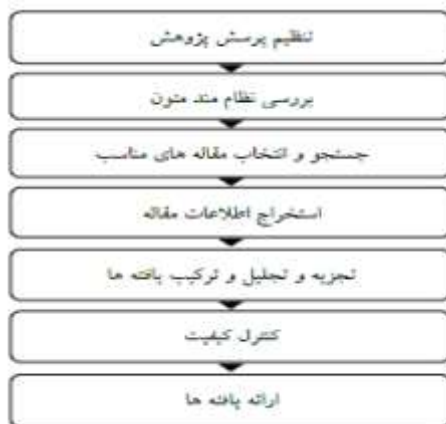 تنظیم پرسش پژوهش
بررسی نظام مند متون
جستجو و انتخاب مقاله های مناسب
استخراج اطلاعات مقاله
تجزیه و تحلیل و ترکیب یافته ها
کنترل کیفیت
ارائه یافته ها